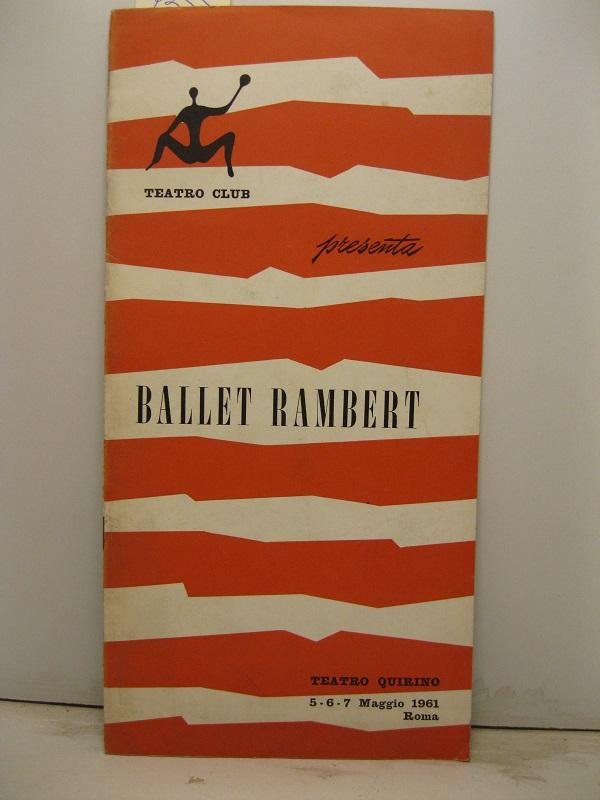 TEATRO CLUB
presenta
BALLET RAMBERT
TEATRO QUIRINO
5 - 6 - 7 Maggio 1961
Roma